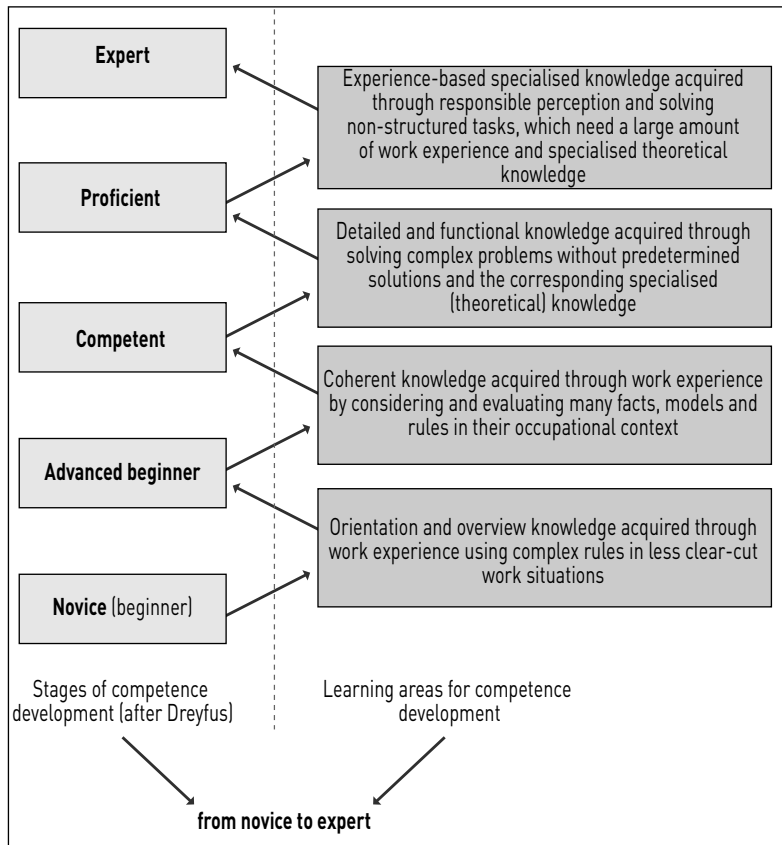 Expert
Experience-based specialised knowledge acquired
through responsible perception and solving
non-structured tasks, which need a large amount
of work experience and specialised theoretical
knowledge
Proficient
Detailed and functional knowledge acquired through
solving complex problems without predetermined
solutions and the corresponding specialised
(theoretical) knowledge
Competent
Coherent knowledge acquired through work experience
by considering and evaluating many facts, models and
rules in their occupational context
Advanced beginner
Orientation and overview knowledge acquired through
work experience using complex rules in less clear-cut
work situations
Novice (beginner)
Stages of competence
development (after Dreyfus)
Learning areas for competence
development
from novice to expert